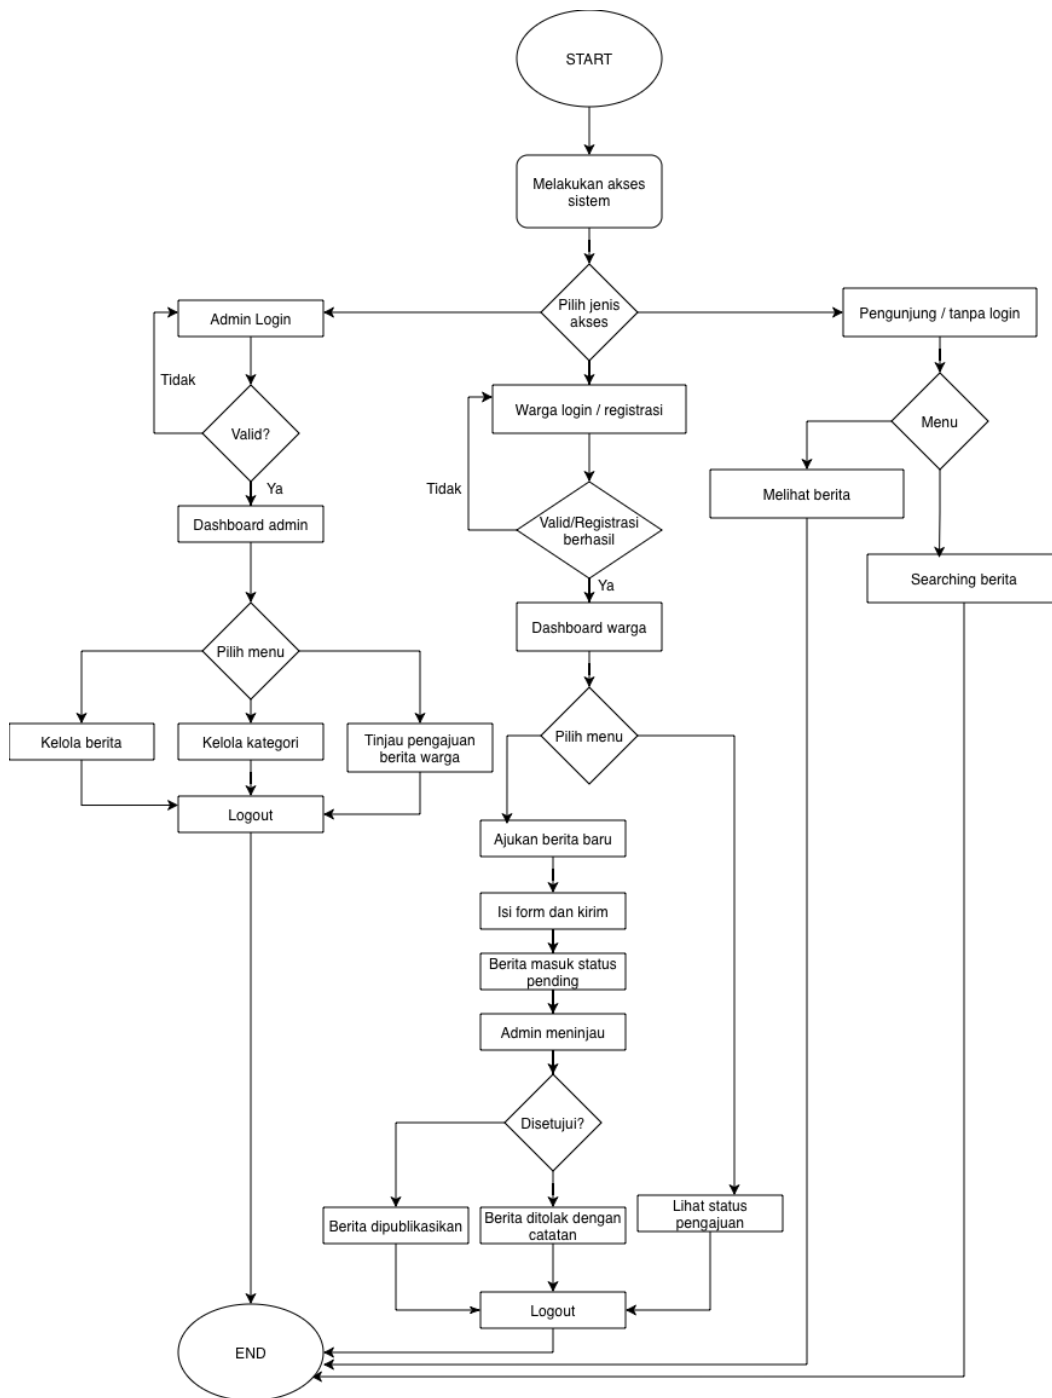 START
Melakukan akses
sistem
Pilih jenis
akses
Admin Login
Pengunjung / tanpa login
Tidak
Warga login / registrasi
Valid?
Menu
Ya
Tidak
Melihat berita
Dashboard admin
Valid/Registrasi
berhasil
Searching berita
Ya
Dashboard warga
Pilih menu
Pilih menu
Kelola berita
Kelola kategori
Tinjau pengajuan
berita warga
Logout
Ajukan berita baru
Isi form dan kirim
Berita masuk status
pending
Admin meninjau
Disetujui?
Berita dipublikasikan
Berita ditolak dengan
catatan
Lihat status
pengajuan
Logout
END